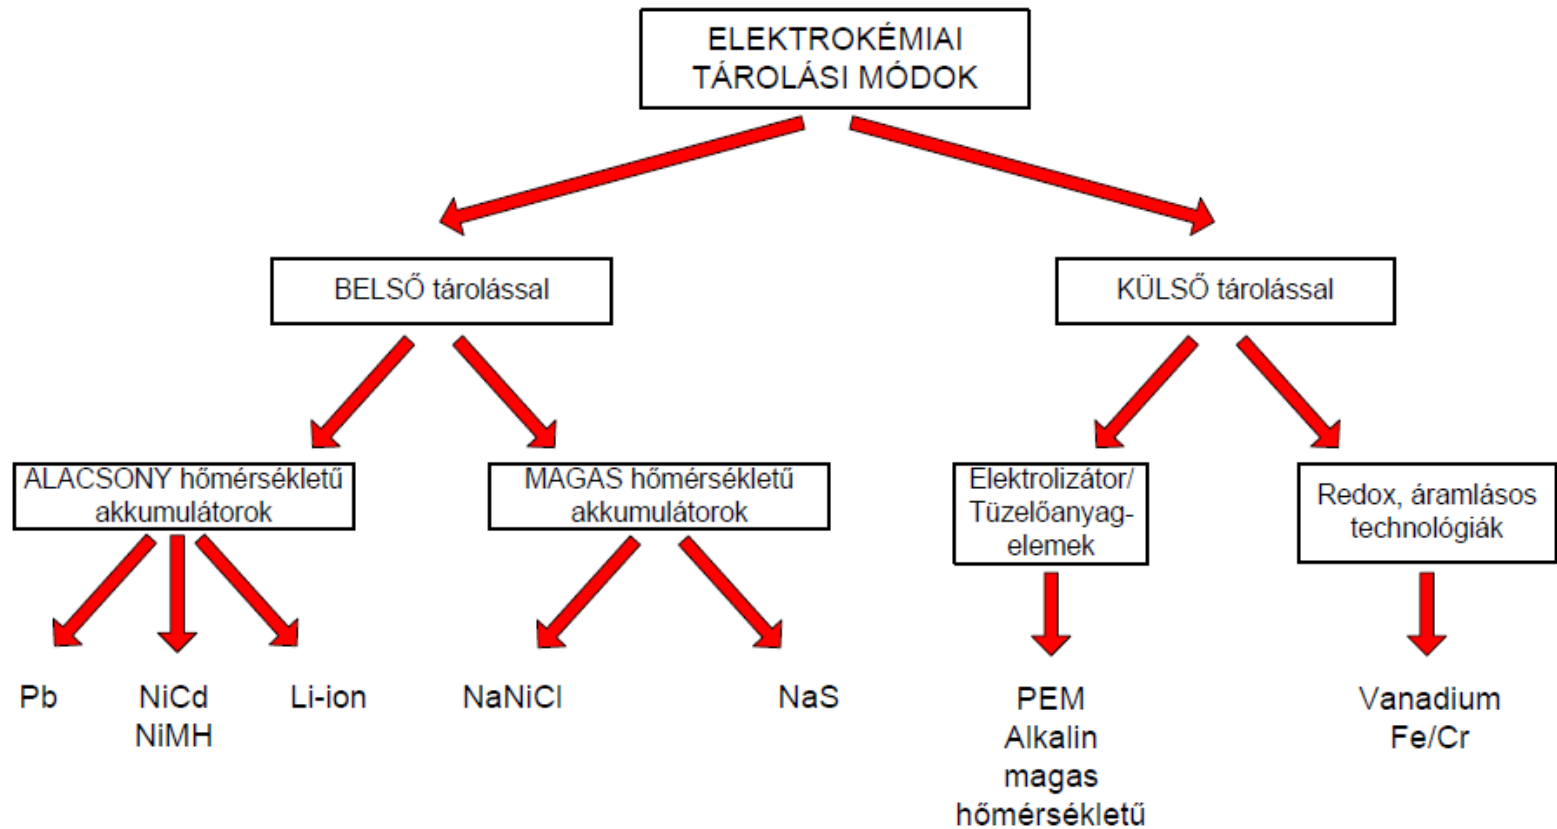 ELEKTROKÉMIAI
TÁROLÁSI MÓDOK
BELSŐ tárolással
KÜLSŐ tárolással
ALACSONY hőmérsékletű
akkumulátorok
MAGAS hőmérsékletű
akkumulátorok
Elektrolizátor/
Tüzelőanyag-
elemek
Redox, áramlásos
technológiák
Pb
NiCd
NiMH
Li-ion
NaNiCl
NaS
PEM
Alkalin
magas
hőmérsékletű
Vanadium
Fe/Cr